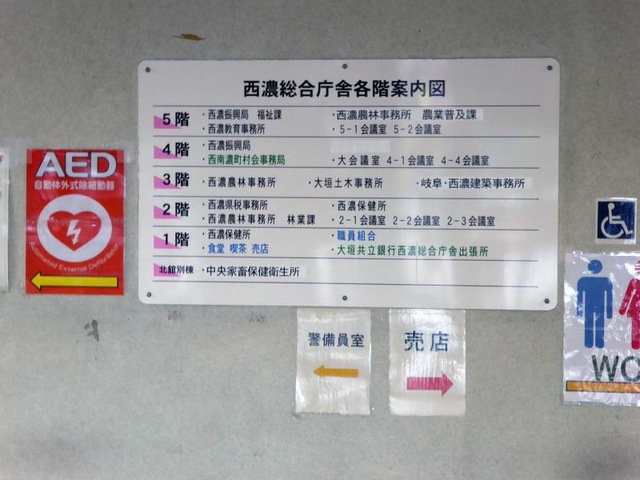 西濃総合庁舎各階案内図
5階 ・西濃振興局 福祉課 ・西濃農林事務所 農業普及課
・西濃教育事務所 ・5-1会議室 5-2会議室
4階 ・西濃振興局
西南濃町村会事務局 ・大会議室 4-1会議室 4-4会議室
3階 ・西濃農林事務所 ・大垣土木事務所 ・岐阜・西濃建築事務所
2階 ・西濃県税事務所 ・西濃保健所
・西濃農林事務所 林業課 ・2-1会議室 2-2会議室 2-3会議室
1階 ・西濃保健所 ・職員組合
・食堂 喫茶 売店 ・大垣共立銀行西濃総合庁舎出張所
北館別棟 ・中央家畜保健衛生所
AED
自動体外式除細動器
Automated External Defibrillator
警備員室
売店
WC